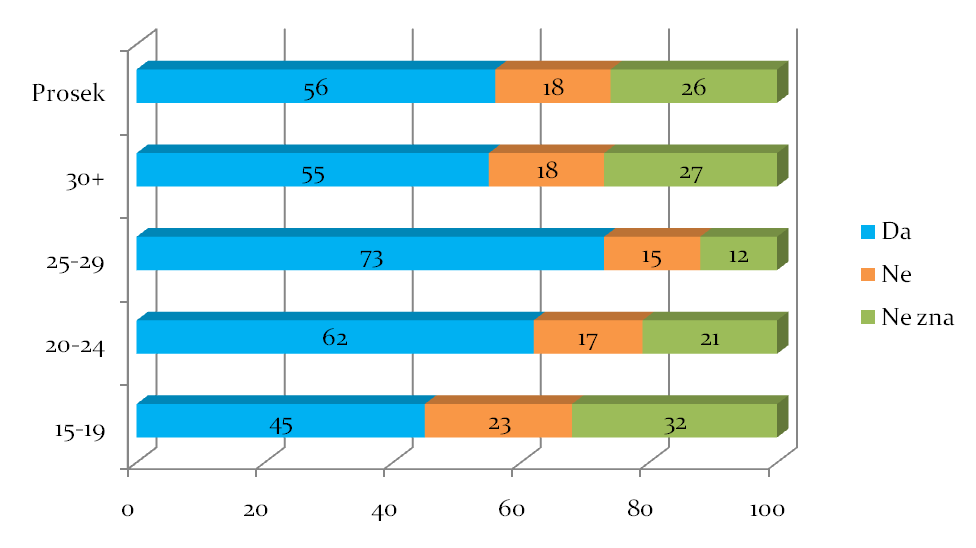 Prosek 56 18 26
30+ 55 18 27
25-29 73 15 12
20-24 62 17 21
15-19 45 23 32
0 20 40 60 80 100
Da
Ne
Ne zna